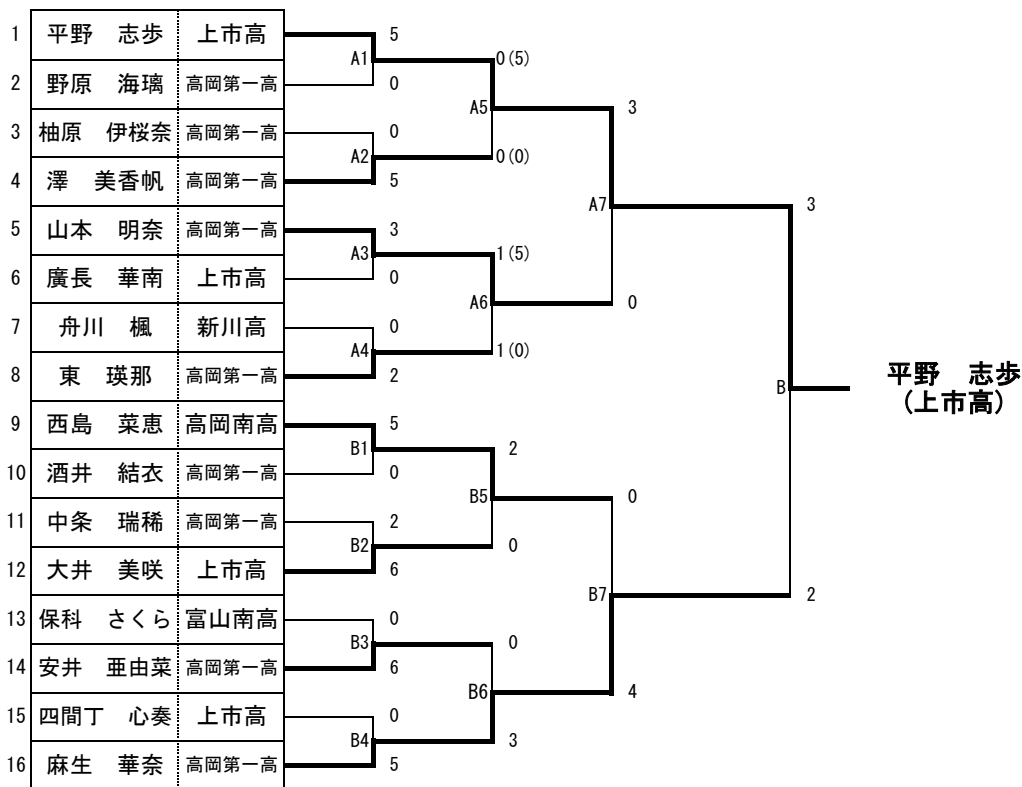 1 平野　志歩 上市高 5
A1 0(5)
2 野原　海璃 高岡第一高 0
A5 3
3 柚原　伊桜奈 高岡第一高 0
A2 0(0)
4 澤　美香帆 高岡第一高 5
A7 3
5 山本　明奈 高岡第一高 3
A3 1(5)
6 廣長　華南 上市高 0
A6 0
7 舟川　楓 新川高 0
A4 1(0)
8 東　瑛那 高岡第一高 2
B 平野　志歩
(上市高)
9 西島　菜恵 高岡南高 5
B1 2
10 酒井　結衣 高岡第一高 0
B5 0
11 中条　瑞稀 高岡第一高 2
B2 0
12 大井　美咲 上市高 6
B7 2
13 保科　さくら 富山南高 0
B3 0
14 安井　亜由菜 高岡第一高 6
B6 4
15 四間丁　心奏 上市高 0
B4 3
16 麻生　華奈 高岡第一高 5